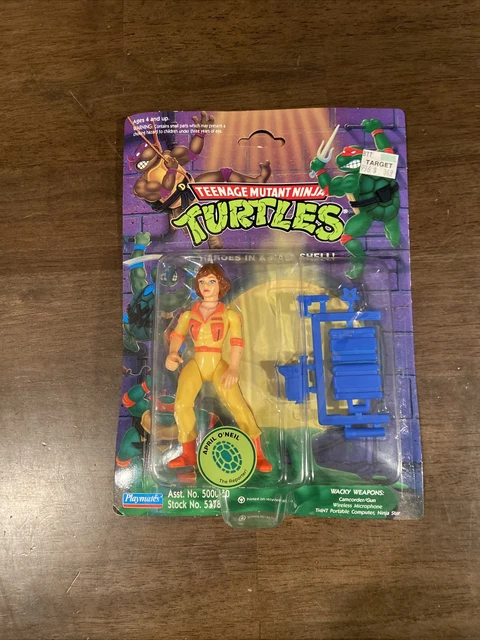 Ages 4 and up.
WARNING: Contains small parts which may present a
choking hazard to children under three years of age.
TARGET
TEENAGE MUTANT NINJA
TURTLES
HEROES IN A HALF SHELL!
APRIL O'NEIL
The Reporter
Playmates
Asst. No. 500
Stock No. 5378
WACKY WEAPONS:
Camcorder/Gun
Wireless Microphone
TMNT Portable Computer, Ninja Star